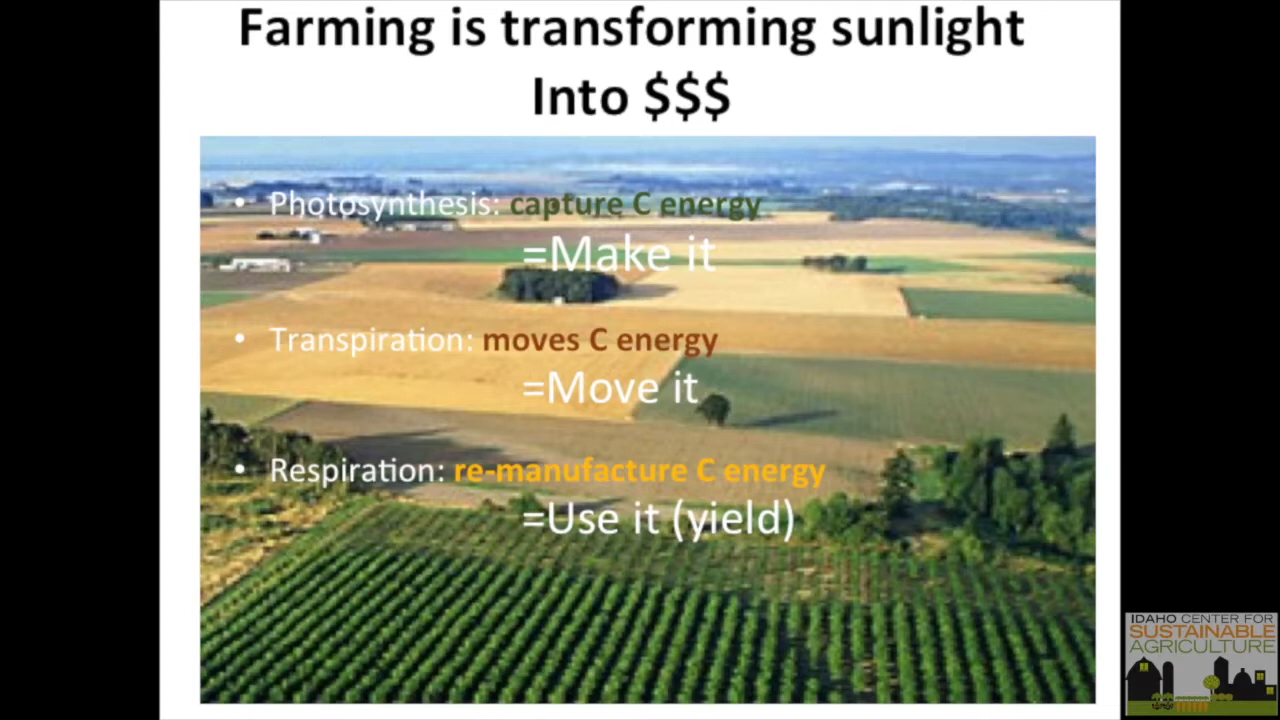 Farming is transforming sunlight
Into $$$
• Photosynthesis: capture C energy
=Make it
• Transpiration: moves C energy
=Move it
• Respiration: re-manufacture C energy
=Use it (yield)
IDAHO CENTER FOR
SUSTAINABLE
AGRICULTURE